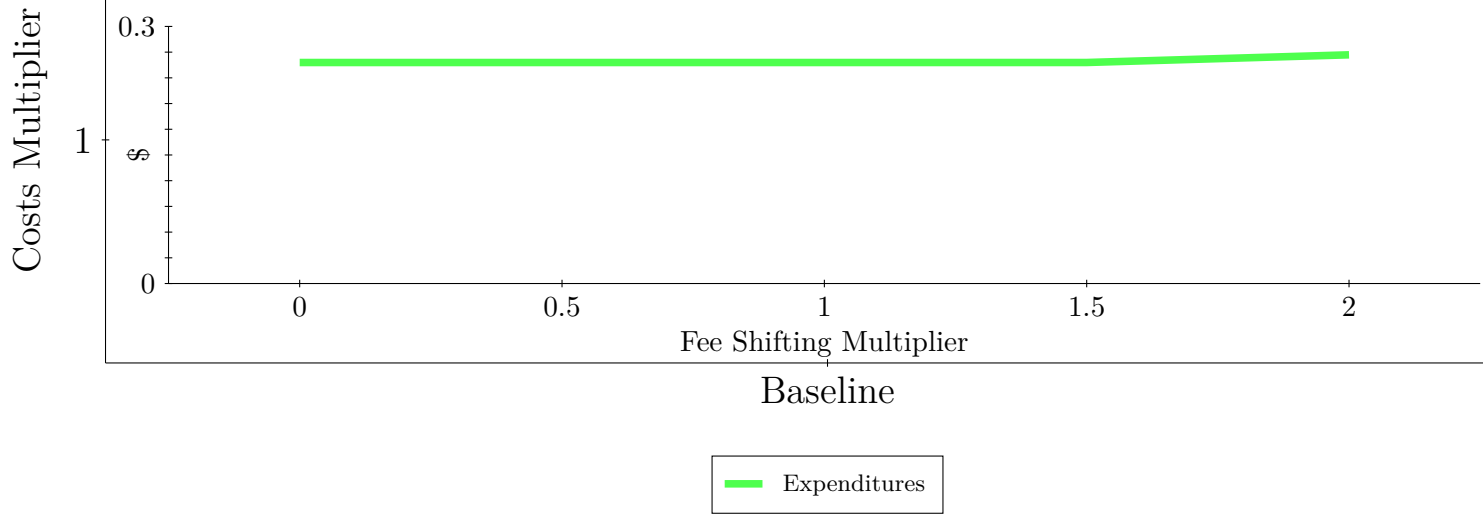 Costs Multiplier
1
$
0.3
0
0 0.5 1 1.5 2
Fee Shifting Multiplier
Baseline
Expenditures